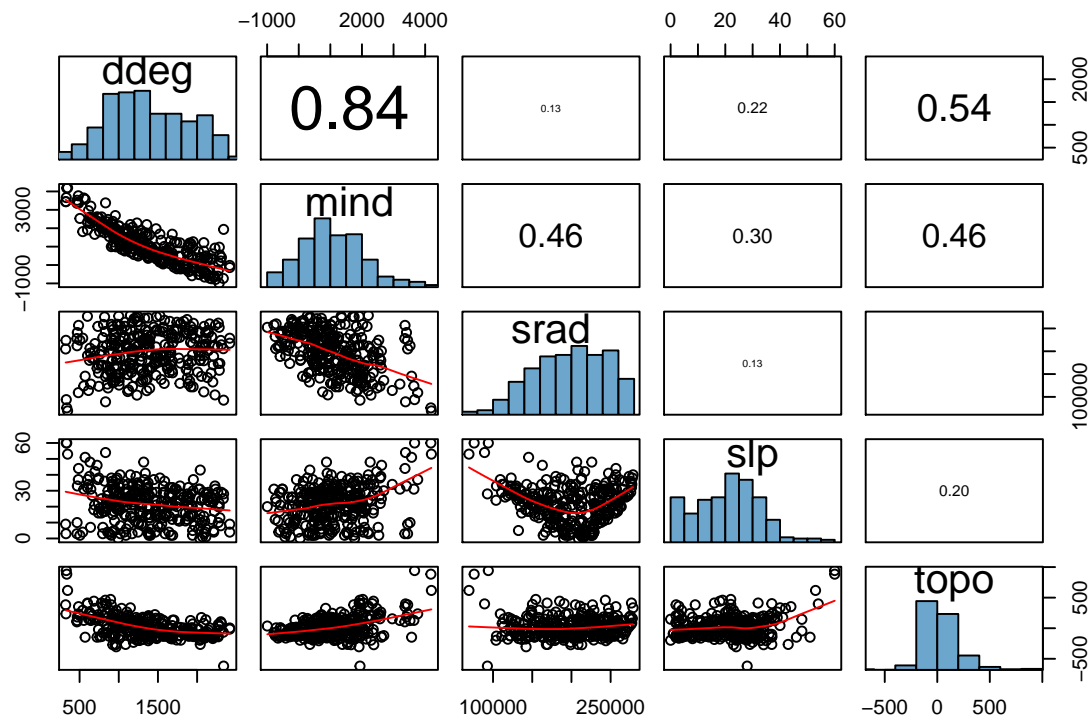 −1000 2000 4000 0 20 40 60
ddeg 0.84 0.13 0.22 0.54 500 2000
−1000 3000 mind 0.46 0.30 0.46
srad 0.13 100000
0 30 60 slp 0.20
topo −500 500
500 1500 100000 250000 −500 0 500